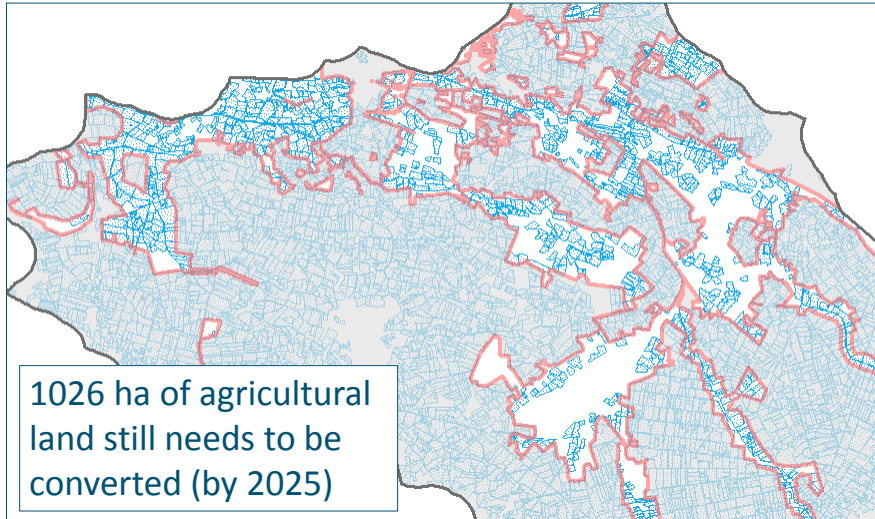 1026 ha of agricultural
land still needs to be
converted (by 2025)